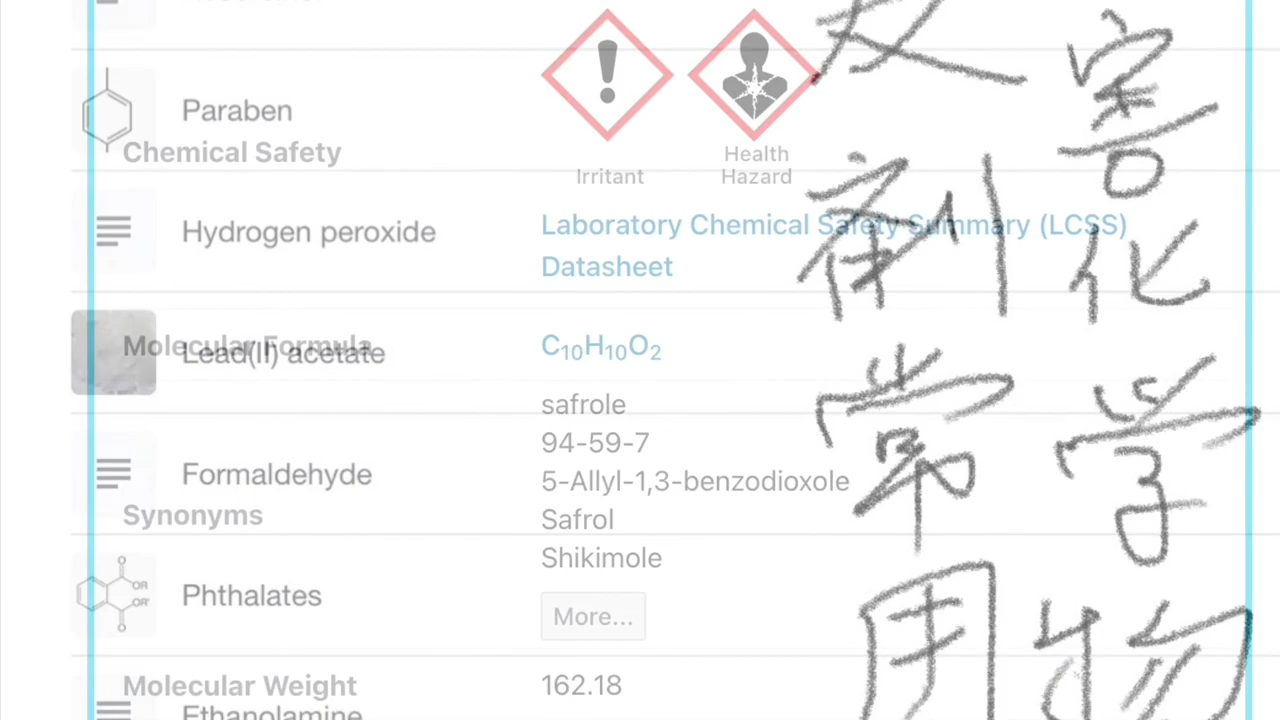 Paraben
Chemical Safety
Irritant
Health
Hazard
Hydrogen peroxide
Laboratory Chemical Safety Summary (LCSS)
Datasheet
Molecular Formula
Lead(II) acetate
C10H10O2
safrole
94-59-7
5-Allyl-1,3-benzodioxole
Formaldehyde
Synonyms
Safrol
Shikimole
Phthalates
More...
Molecular Weight
162.18
Ethanolamine
害化学物
剤常用